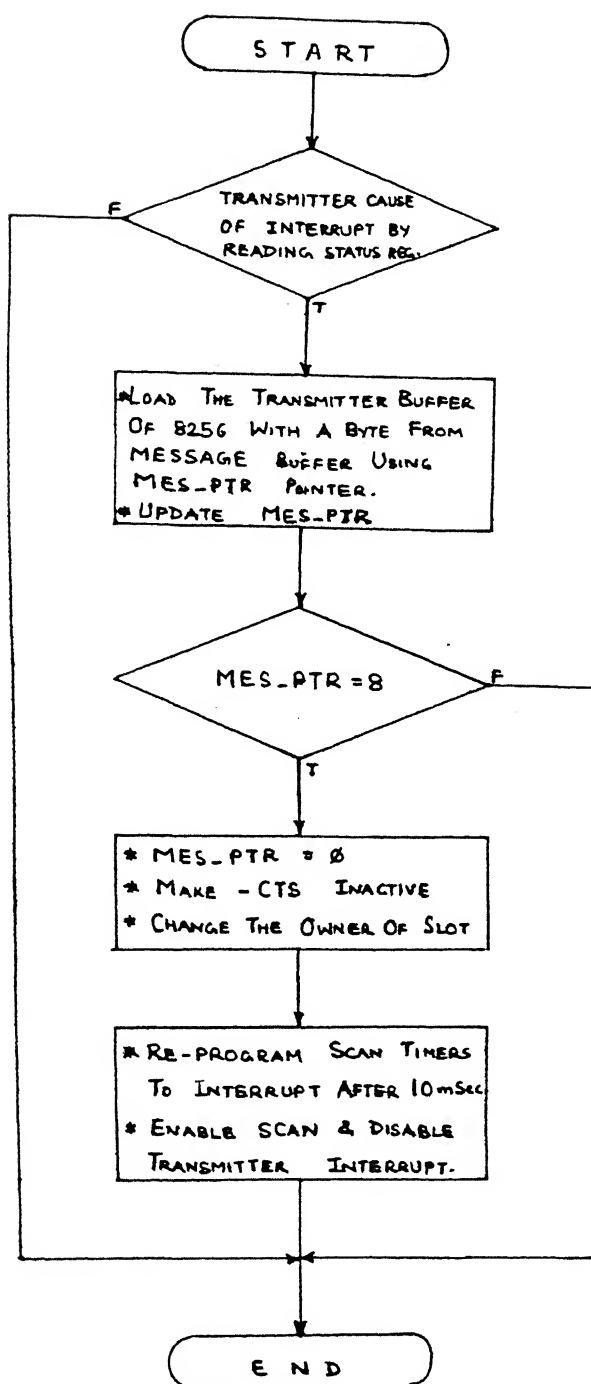 START
TRANSMITTER CAUSE
OF INTERRUPT BY
READING STATUS REG.
F
T
*LOAD THE TRANSMITTER BUFFER
OF 8256 WITH A BYTE FROM
MESSAGE BUFFER USING
MES_PTR POINTER.
*UPDATE MES_PTR
MES_PTR = 8
F
T
* MES_PTR = Ø
* MAKE -CTS INACTIVE
* CHANGE THE OWNER OF SLOT
* RE-PROGRAM SCAN TIMERS
TO INTERRUPT AFTER 10mSec.
* ENABLE SCAN & DISABLE
TRANSMITTER INTERRUPT.
END